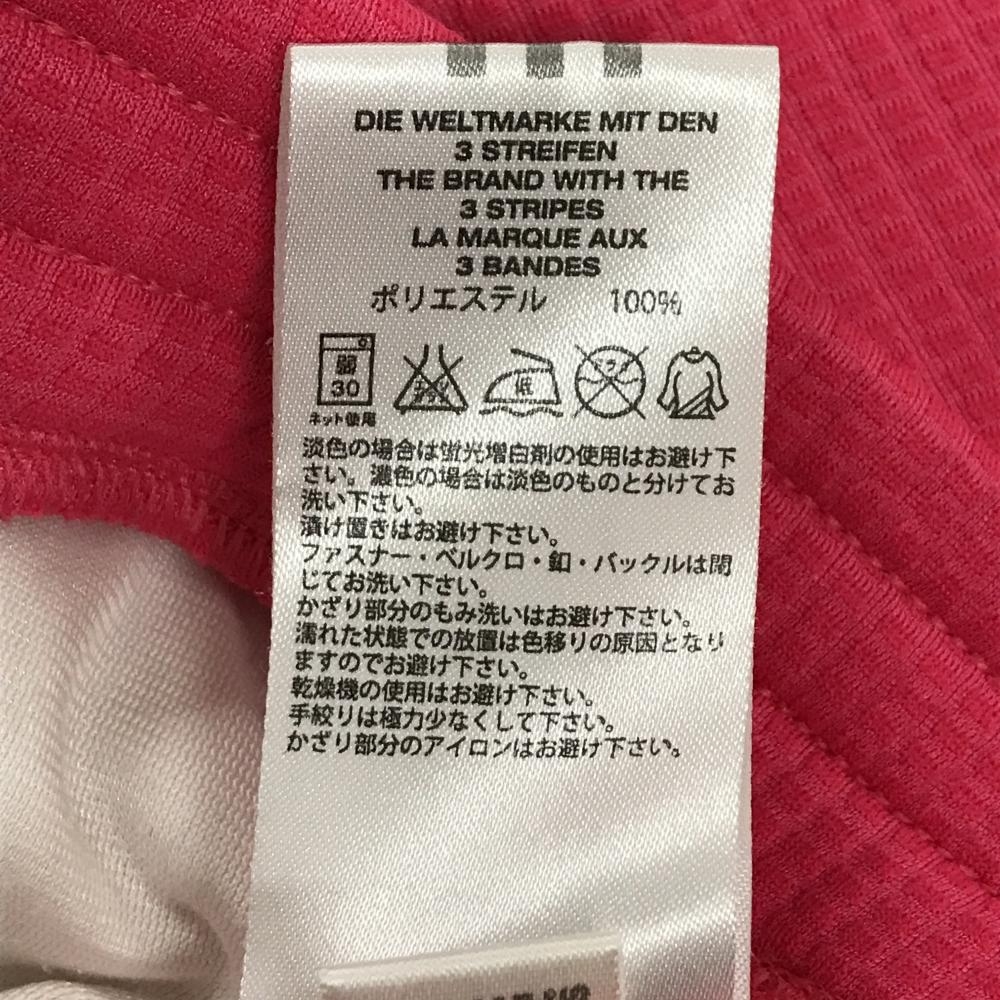 DIE WELTMARKE MIT DEN
3 STREIFEN
THE BRAND WITH THE
3 STRIPES
LA MARQUE AUX
3 BANDES
ポリエステル 100%
弱
30
ネット使用
エンソ
低
ドライ
淡色の場合は蛍光増白剤の使用はお避け下
さい。濃色の場合は淡色のものと分けてお
洗い下さい。
漬け置きはお避け下さい。
ファスナー・ベルクロ・釦・バックルは閉
じてお洗い下さい。
かざり部分のもみ洗いはお避け下さい。
濡れた状態での放置は色移りの原因となり
ますのでお避け下さい。
乾燥機の使用はお避け下さい。
手絞りは極力少なくして下さい。
かざり部分のアイロンはお避け下さい。